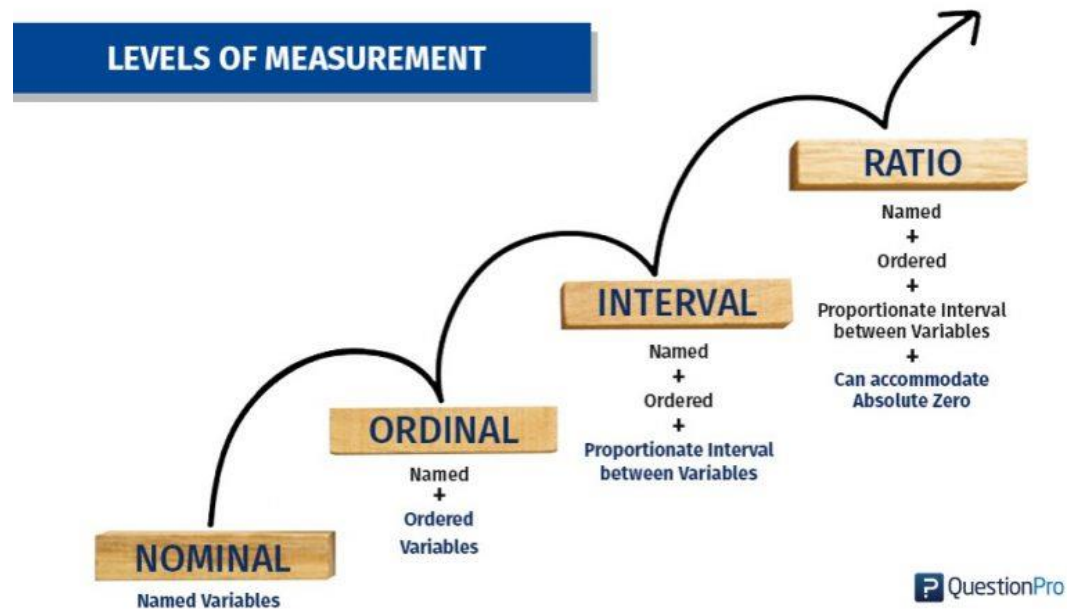 LEVELS OF MEASUREMENT
NOMINAL
Named Variables
ORDINAL
Named
+
Ordered
Variables
INTERVAL
Named
+
Ordered
+
Proportionate Interval
between Variables
RATIO
Named
+
Ordered
+
Proportionate Interval
between Variables
+
Can accommodate
Absolute Zero
QuestionPro